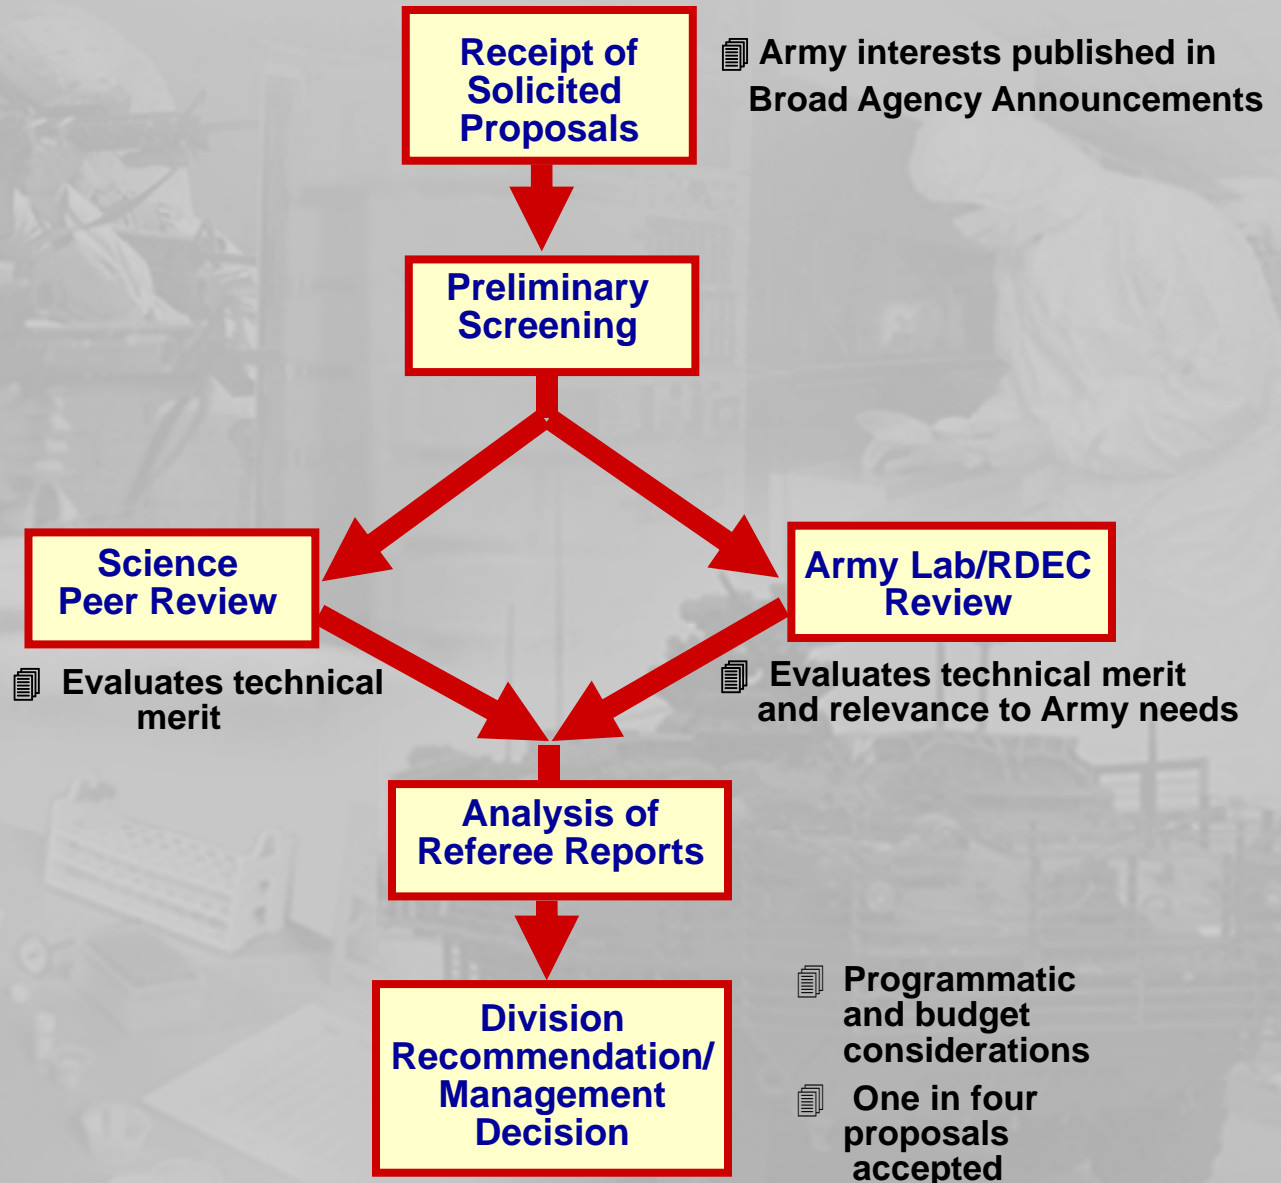 Receipt of
Solicited
Proposals
Army interests published in
Broad Agency Announcements
Preliminary
Screening
Science
Peer Review
Evaluates technical
merit
Army Lab/RDEC
Review
Evaluates technical merit
and relevance to Army needs
Analysis of
Referee Reports
Division
Recommendation/
Management
Decision
Programmatic
and budget
considerations
One in four
proposals
accepted